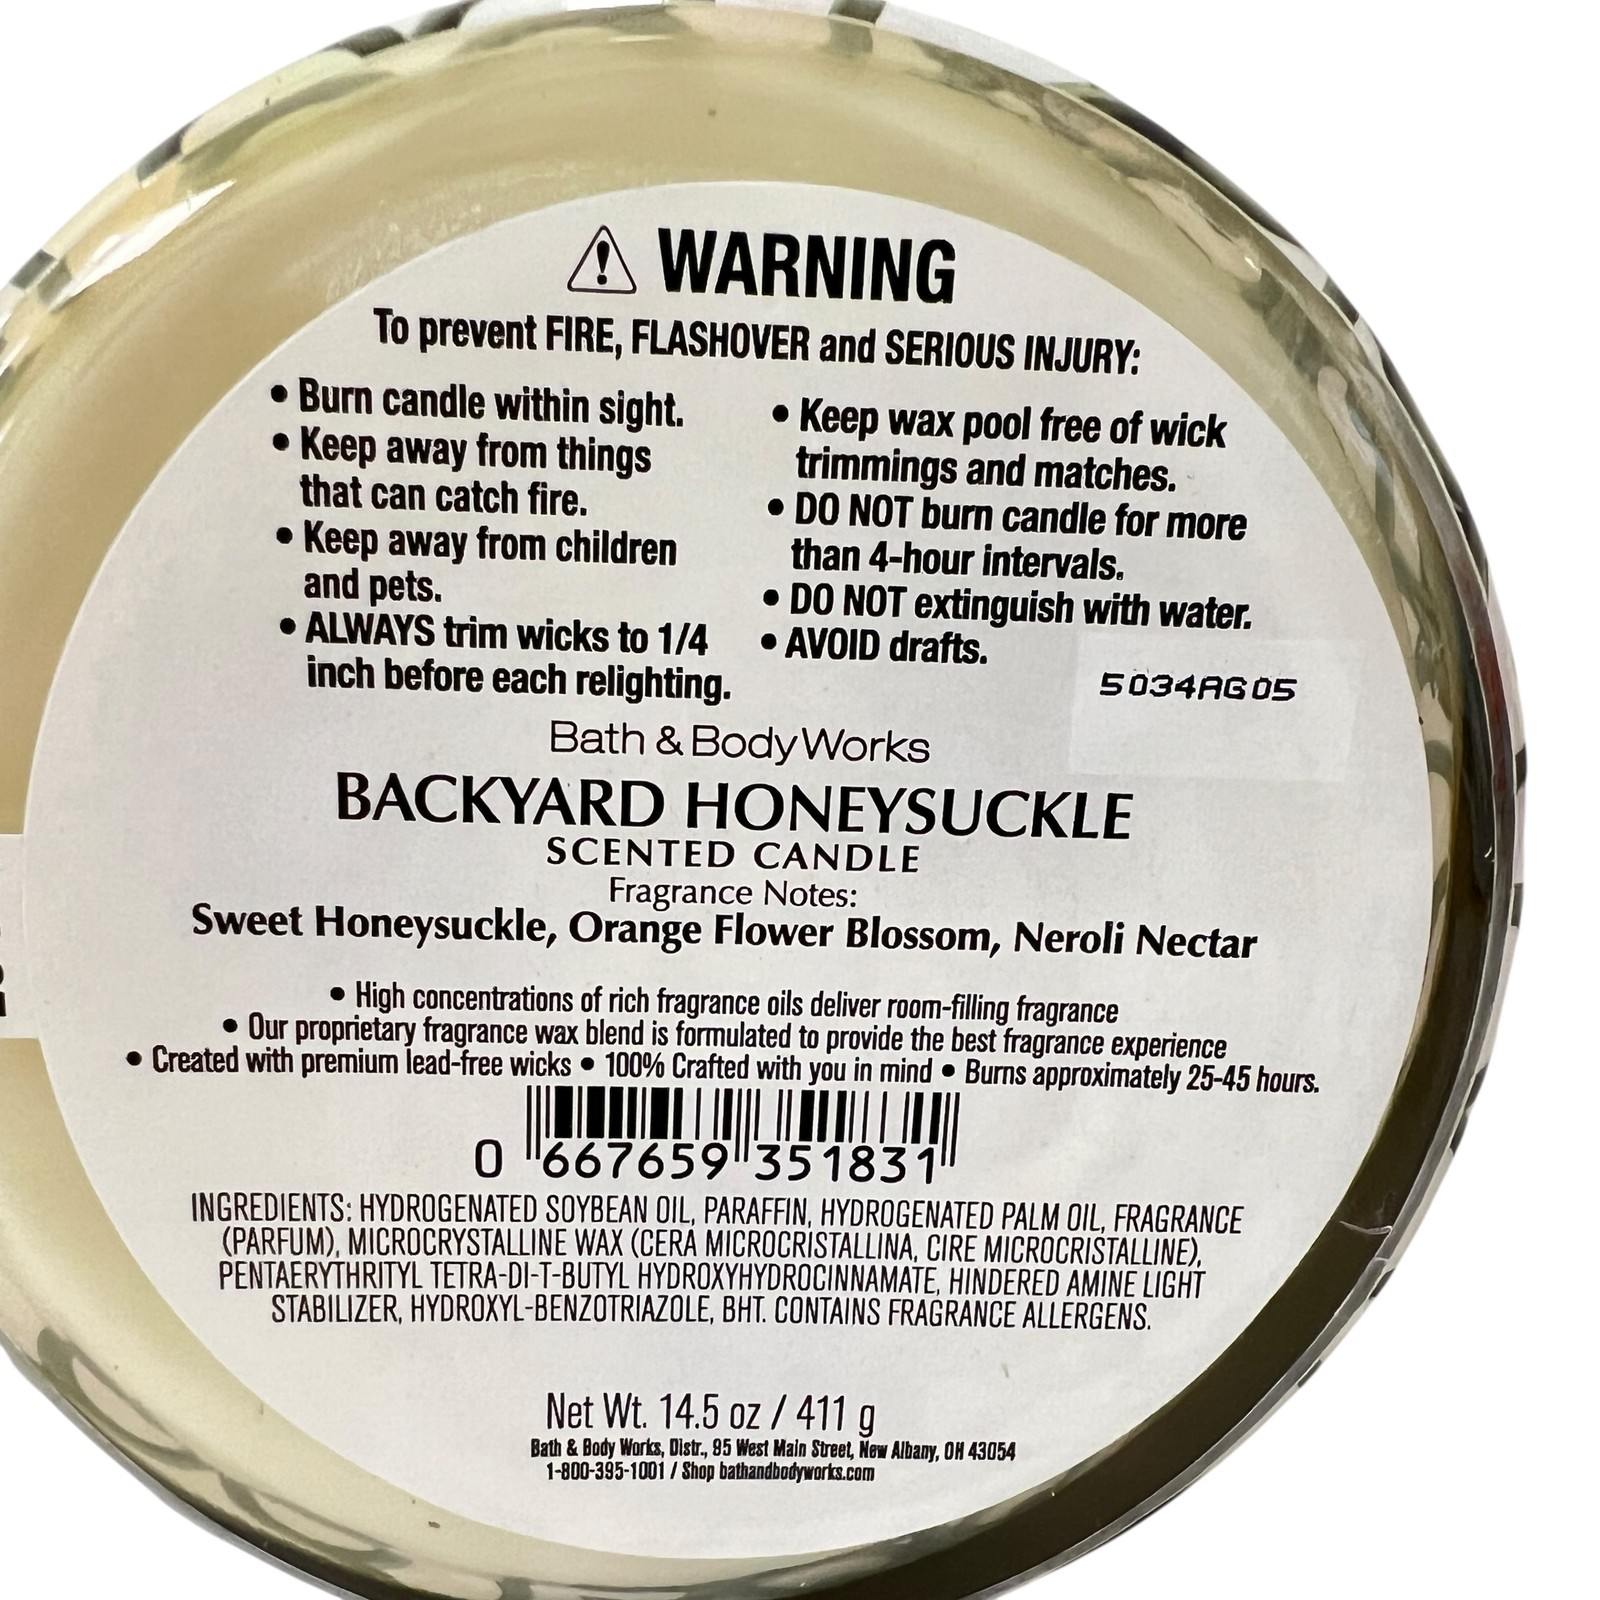 WARNING
To prevent FIRE, FLASHOVER and SERIOUS INJURY:
• Burn candle within sight.
• Keep away from things
that can catch fire.
• Keep away from children
and pets.
• ALWAYS trim wicks to 1/4
inch before each relighting.
• Keep wax pool free of wick
trimmings and matches.
• DO NOT burn candle for more
than 4-hour intervals.
• DO NOT extinguish with water.
• AVOID drafts.
5034AG05
Bath & Body Works
BACKYARD HONEYSUCKLE
SCENTED CANDLE
Fragrance Notes:
Sweet Honeysuckle, Orange Flower Blossom, Neroli Nectar
• High concentrations of rich fragrance oils deliver room-filling fragrance
• Our proprietary fragrance wax blend is formulated to provide the best fragrance experience
• Created with premium lead-free wicks • 100% Crafted with you in mind • Burns approximately 25-45 hours.
0 667659 351831
INGREDIENTS: HYDROGENATED SOYBEAN OIL, PARAFFIN, HYDROGENATED PALM OIL, FRAGRANCE
(PARFUM), MICROCRYSTALLINE WAX (CERA MICROCRISTALLINA, CIRE MICROCRISTALLINE),
PENTAERYTHRITYL TETRA-DI-T-BUTYL HYDROXYHYDROCINNAMATE, HINDERED AMINE LIGHT
STABILIZER, HYDROXYL-BENZOTRIAZOLE, BHT. CONTAINS FRAGRANCE ALLERGENS.
Net Wt. 14.5 oz / 411 g
Bath & Body Works, Distr., 95 West Main Street, New Albany, OH 43054
1-800-395-1001 / Shop bathandbodyworks.com